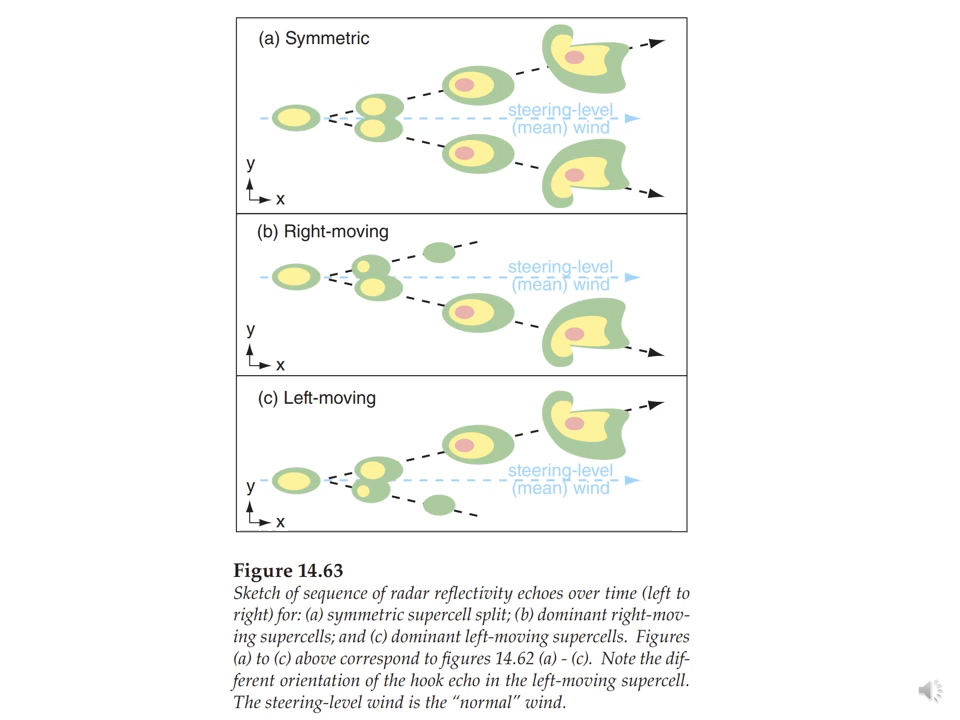 (a) Symmetric
steering-level
(mean) wind
y
x
(b) Right-moving
steering-level
(mean) wind
y
x
(c) Left-moving
steering-level
(mean) wind
y
x
Figure 14.63
Sketch of sequence of radar reflectivity echoes over time (left to
right) for: (a) symmetric supercell split; (b) dominant right-mov-
ing supercells; and (c) dominant left-moving supercells. Figures
(a) to (c) above correspond to figures 14.62 (a) - (c). Note the dif-
ferent orientation of the hook echo in the left-moving supercell.
The steering-level wind is the “normal” wind.